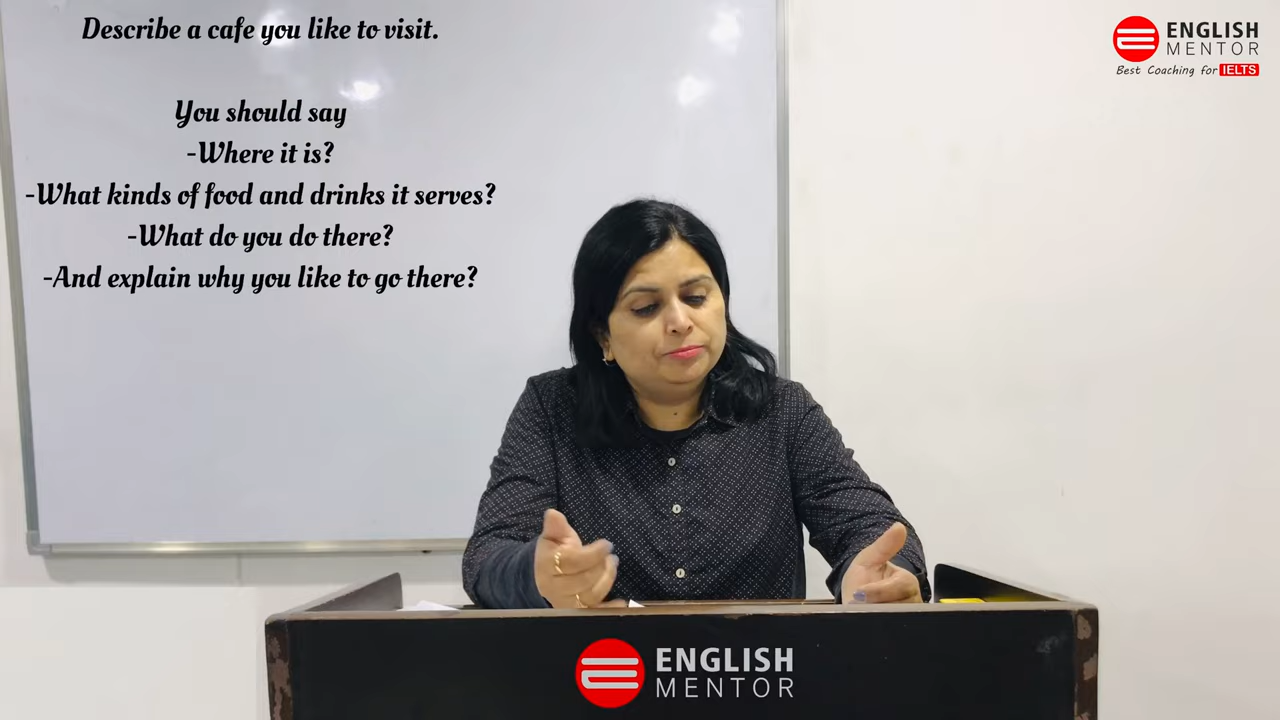 Describe a cafe you like to visit.
You should say
-Where it is?
-What kinds of food and drinks it serves?
-What do you do there?
-And explain why you like to go there?
ENGLISH
MENTOR
Best Coaching for IELTS
ENGLISH
MENTOR